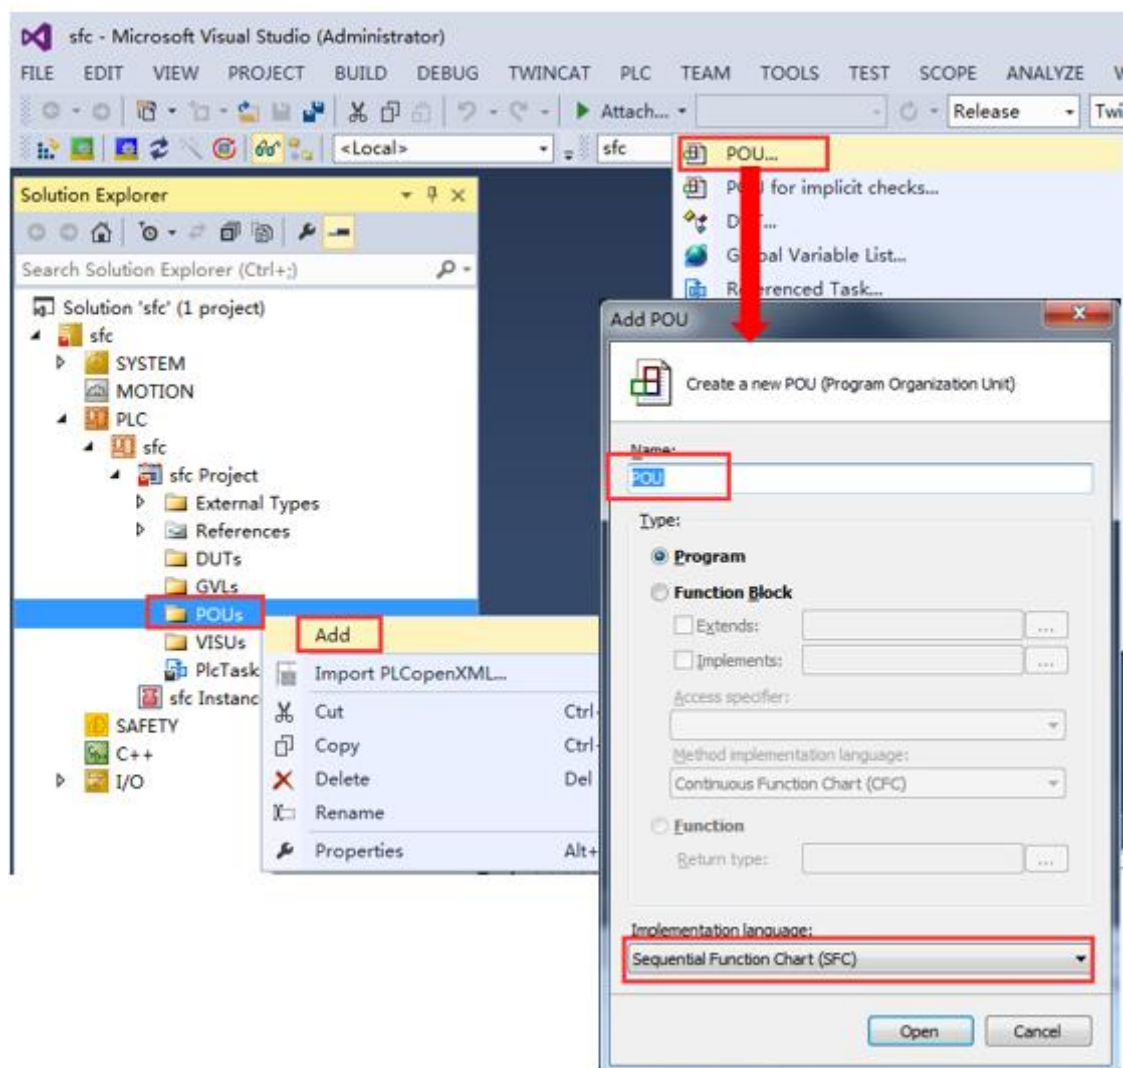 sfc - Microsoft Visual Studio (Administrator)
FILE EDIT VIEW PROJECT BUILD DEBUG TWINCAT PLC TEAM TOOLS TEST SCOPE ANALYZE
Attach... Release
<Local> sfc
POU...
for implicit checks...
Solution Explorer
Variable List...
Search Solution Explorer (Ctrl+;)
Task...
Solution 'sfc' (1 project)
sfc
SYSTEM
MOTION
PLC
sfc
sfc Project
External Types
References
DUTs
GVLs
POUs
VISUs
PlcTask
sfc Instanc
SAFETY
C++
I/O
Add
Import PLCopenXML...
Cut Ctrl
Copy Ctrl
Delete Del
Rename
Properties Alt+
Add POU
Create a new POU (Program Organization Unit)
Name:
POU
Type:
Program
Function Block
Extends: ...
Implements: ...
Access specifier:
Method implementation language:
Continuous Function Chart (CFC)
Function
Return type: ...
Implementation language:
Sequential Function Chart (SFC)
Open Cancel